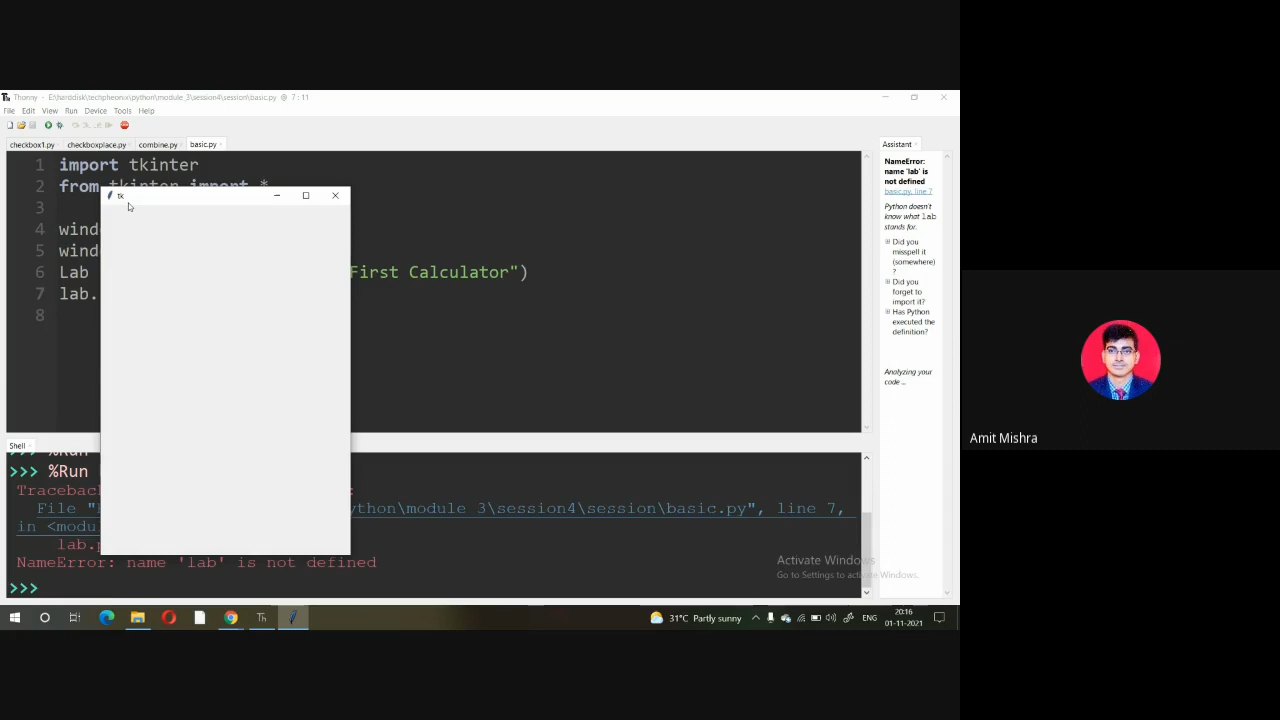 Thonny - E:\harddisk\techpheonix\python\module_3\session4\session\basic.py @ 7 : 11
File Edit View Run Device Tools Help
checkbox1.py checkboxplace.py combine.py basic.py
1 import tkinter
2 from tkinter import *
3
4 wind
5 wind
6 Lab First Calculator")
7 lab.
8
tk
Assistant
NameError:
name 'lab' is
not defined
basic.py, line 7
Python doesn't
know what lab
stands for.
Did you
misspell it
(somewhere)
?
Did you
forget to
import it?
Has Python
executed the
definition?
Analyzing your
code ...
Amit Mishra
Shell
>>> %Run
>>> %Run
Traceback :
File " ython\module 3\session4\session\basic.py", line 7,
in <modu
lab.p
NameError: name 'lab' is not defined
>>>
Activate Windows
Go to Settings to activate Windows.
31°C Partly sunny ENG 20:16
01-11-2021